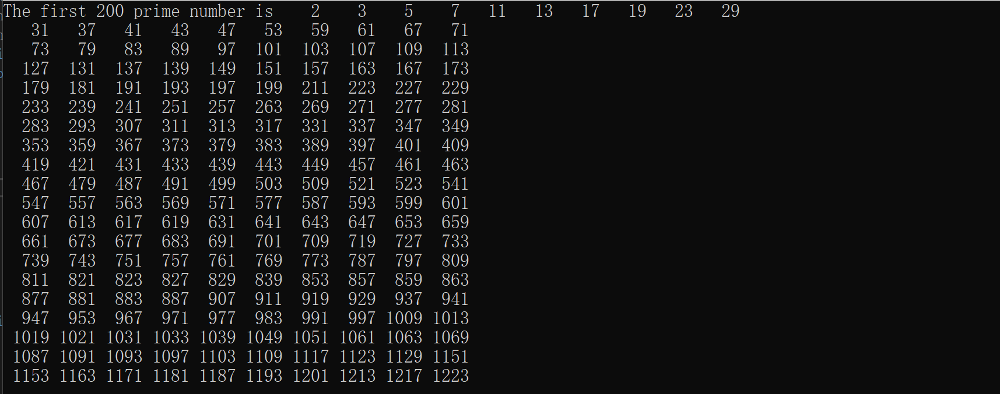 The first 200 prime number is    2    3    5    7   11   13   17   19   23   29
   31   37   41   43   47   53   59   61   67   71
   73   79   83   89   97  101  103  107  109  113
  127  131  137  139  149  151  157  163  167  173
  179  181  191  193  197  199  211  223  227  229
  233  239  241  251  257  263  269  271  277  281
  283  293  307  311  313  317  331  337  347  349
  353  359  367  373  379  383  389  397  401  409
  419  421  431  433  439  443  449  457  461  463
  467  479  487  491  499  503  509  521  523  541
  547  557  563  569  571  577  587  593  599  601
  607  613  617  619  631  641  643  647  653  659
  661  673  677  683  691  701  709  719  727  733
  739  743  751  757  761  769  773  787  797  809
  811  821  823  827  829  839  853  857  859  863
  877  881  883  887  907  911  919  929  937  941
  947  953  967  971  977  983  991  997 1009 1013
 1019 1021 1031 1033 1039 1049 1051 1061 1063 1069
 1087 1091 1093 1097 1103 1109 1117 1123 1129 1151
 1153 1163 1171 1181 1187 1193 1201 1213 1217 1223